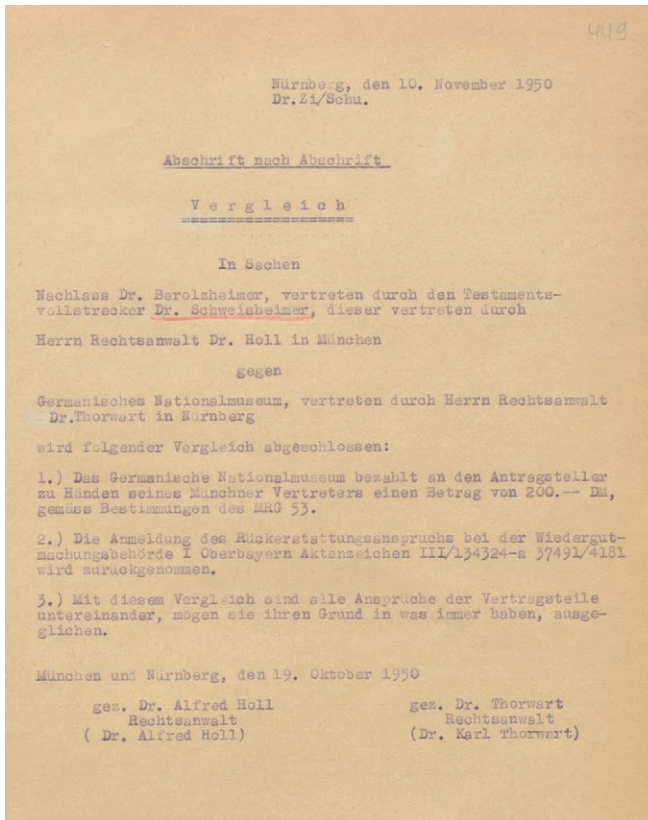 449
Nürnberg, den 10. November 1950
Dr.Zi/Schu.
Abschrift nach Abschrift
V e r g l e i c h
In Sachen
Nachlass Dr. Berolzheimer, vertreten durch den Testaments-
vollstrecker Dr. Schweisheimer, dieser vertreten durch
Herrn Rechtsanwalt Dr. Holl in München
gegen
Germanisches Nationalmuseum, vertreten durch Herrn Rechtsanwalt
Dr.Thorwart in Nürnberg
wird folgender Vergleich abgeschlossen:
1.) Das Germanische Nationalmuseum bezahlt an den Antragsteller
zu Händen seines Münchner Vertreters einen Betrag von 200.-- DM,
gemäss Bestimmungen des MRG 53.
2.) Die Anmeldung des Rückerstattungsanspruchs bei der Wiedergut-
machungsbehörde I Oberbayern Aktenzeichen III/134324-a 37491/4181
wird zurückgenommen.
3.) Mit diesem Vergleich sind alle Ansprüche der Vertragsteile
untereinander, mögen sie ihren Grund in was immer haben, ausge-
glichen.
München und Nürnberg, den 19. Oktober 1950
gez. Dr. Alfred Holl gez. Dr. Thorwart
Rechtsanwalt Rechtsanwalt
( Dr. Alfred Holl) (Dr. Karl Thorwart)